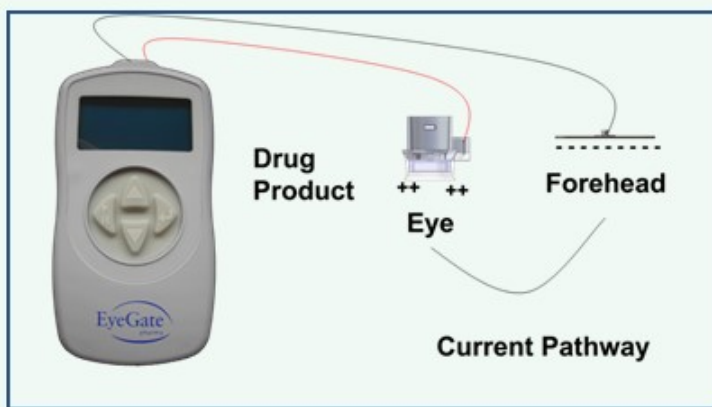 Drug
Product
++ ++
Eye
Forehead
EyeGate
pharma
Current Pathway